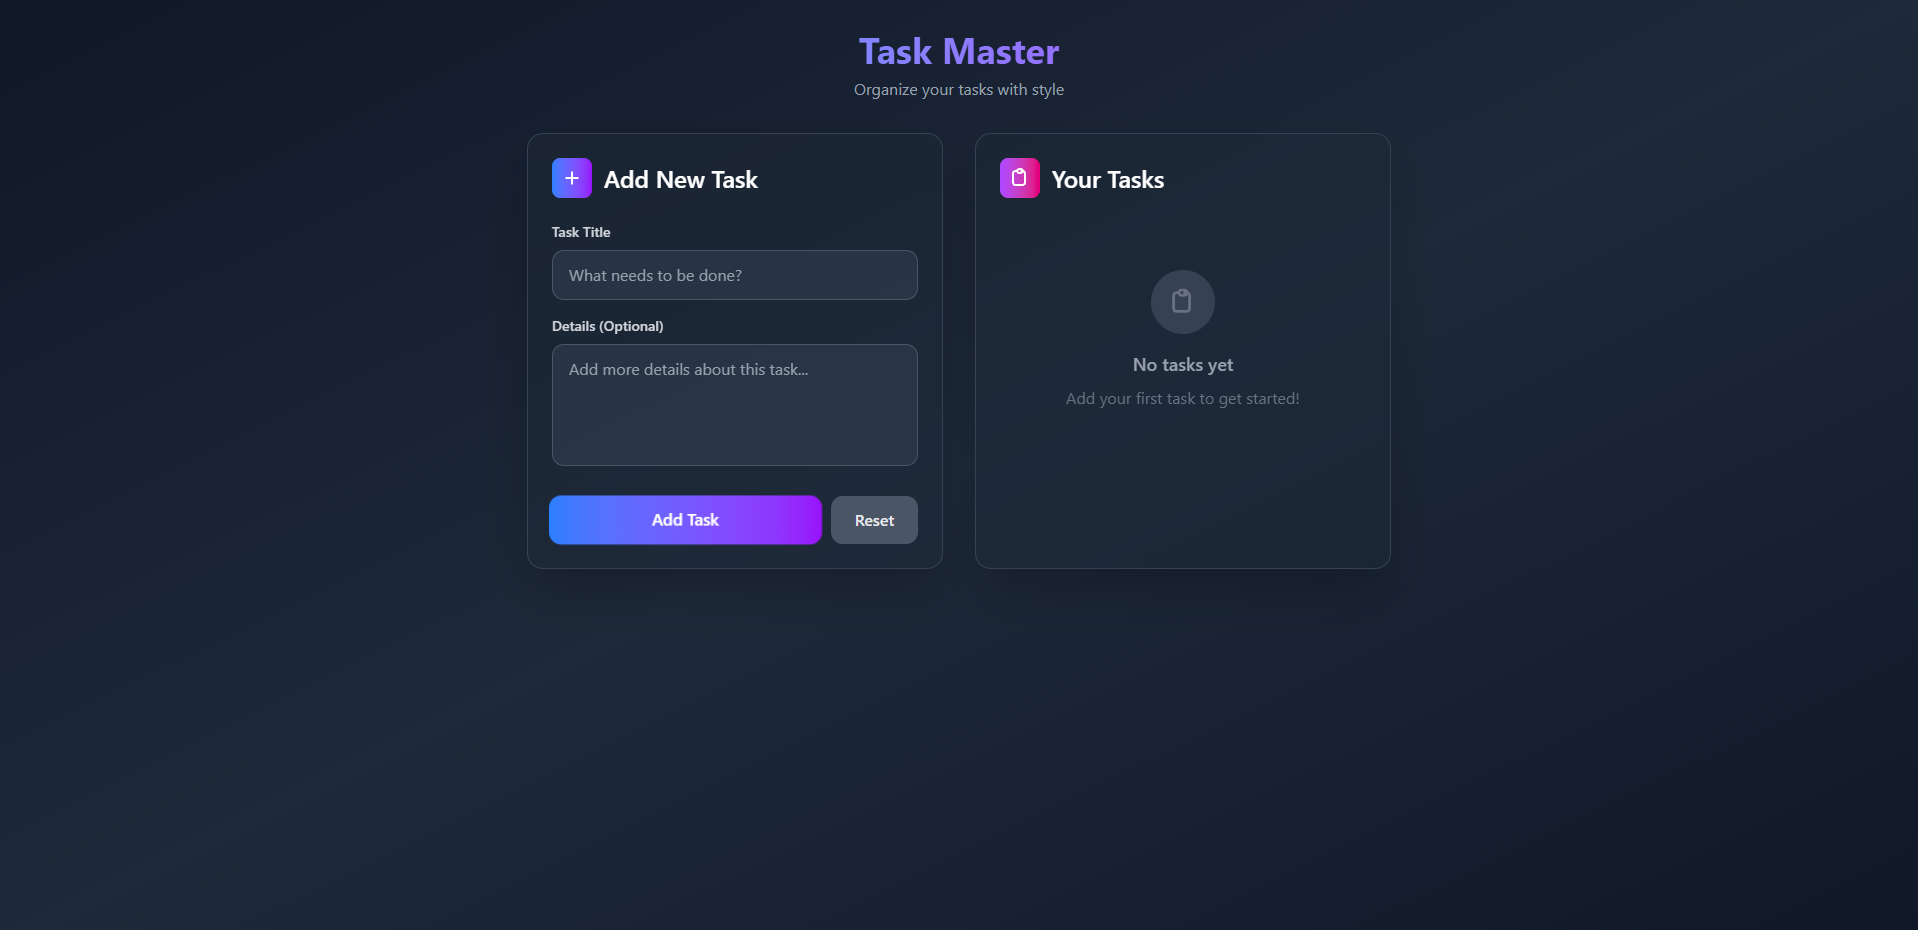 Task Master
Organize your tasks with style
Add New Task
Task Title
What needs to be done?
Details (Optional)
Add more details about this task...
Add Task
Reset
Your Tasks
No tasks yet
Add your first task to get started!